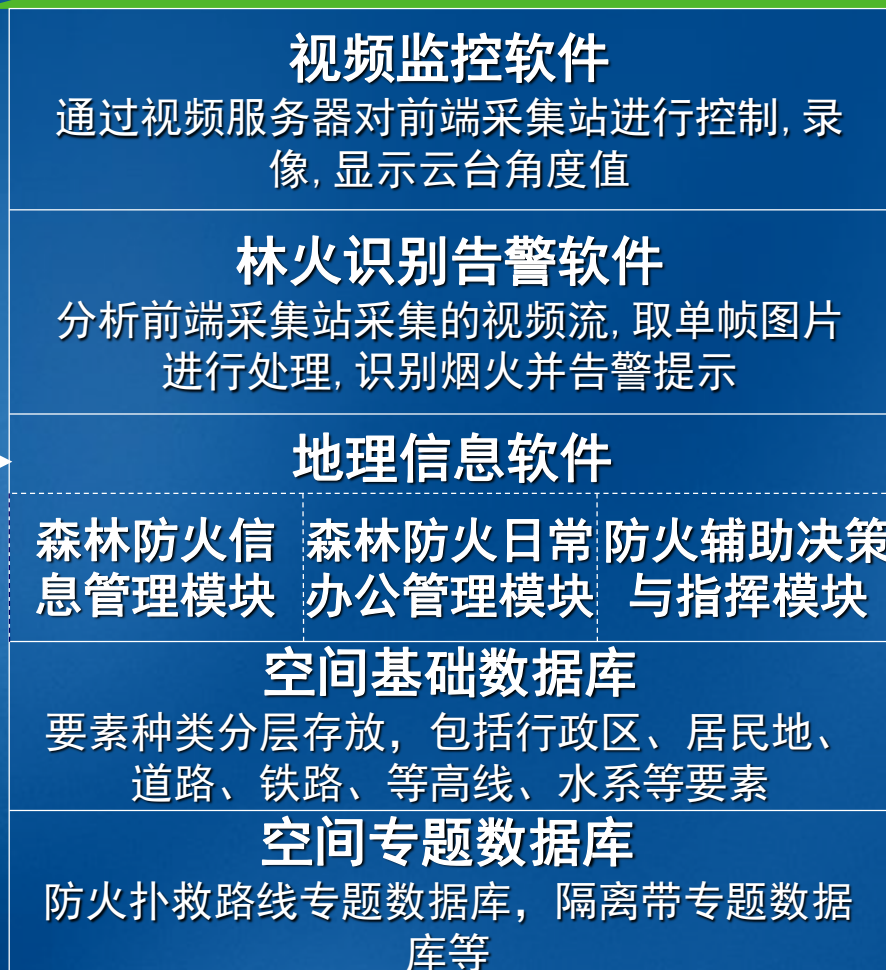 视频监控软件
通过视频服务器对前端采集站进行控制, 录
像, 显示云台角度值
林火识别告警软件
分析前端采集站采集的视频流, 取单帧图片
进行处理, 识别烟火并告警提示
地理信息软件
森林防火信
息管理模块
森林防火日常
办公管理模块
防火辅助决策
与指挥模块
空间基础数据库
要素种类分层存放，包括行政区、居民地、
道路、铁路、等高线、水系等要素
空间专题数据库
防火扑救路线专题数据库，隔离带专题数据
库等